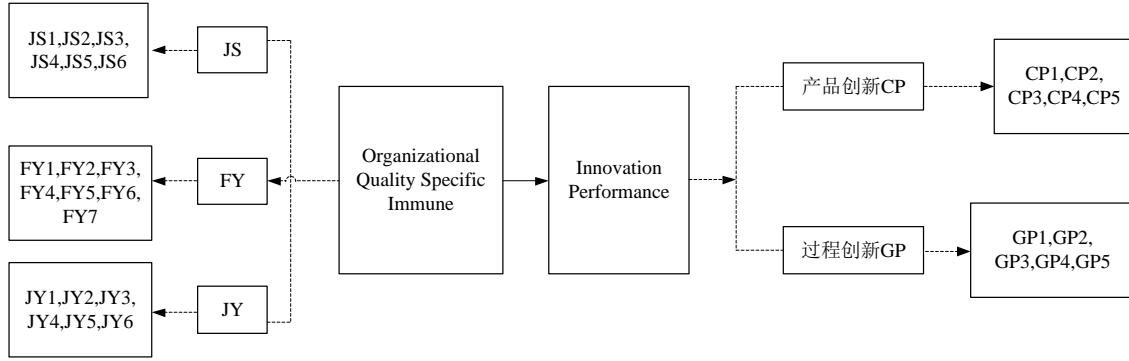 JS1,JS2,JS3,
JS4,JS5,JS6
JS
FY1,FY2,FY3,
FY4,FY5,FY6,
FY7
FY
JY1,JY2,JY3,
JY4,JY5,JY6
JY
Organizational
Quality Specific
Immune
Innovation
Performance
产品创新CP
CP1,CP2,
CP3,CP4,CP5
过程创新GP
GP1,GP2,
GP3,GP4,GP5